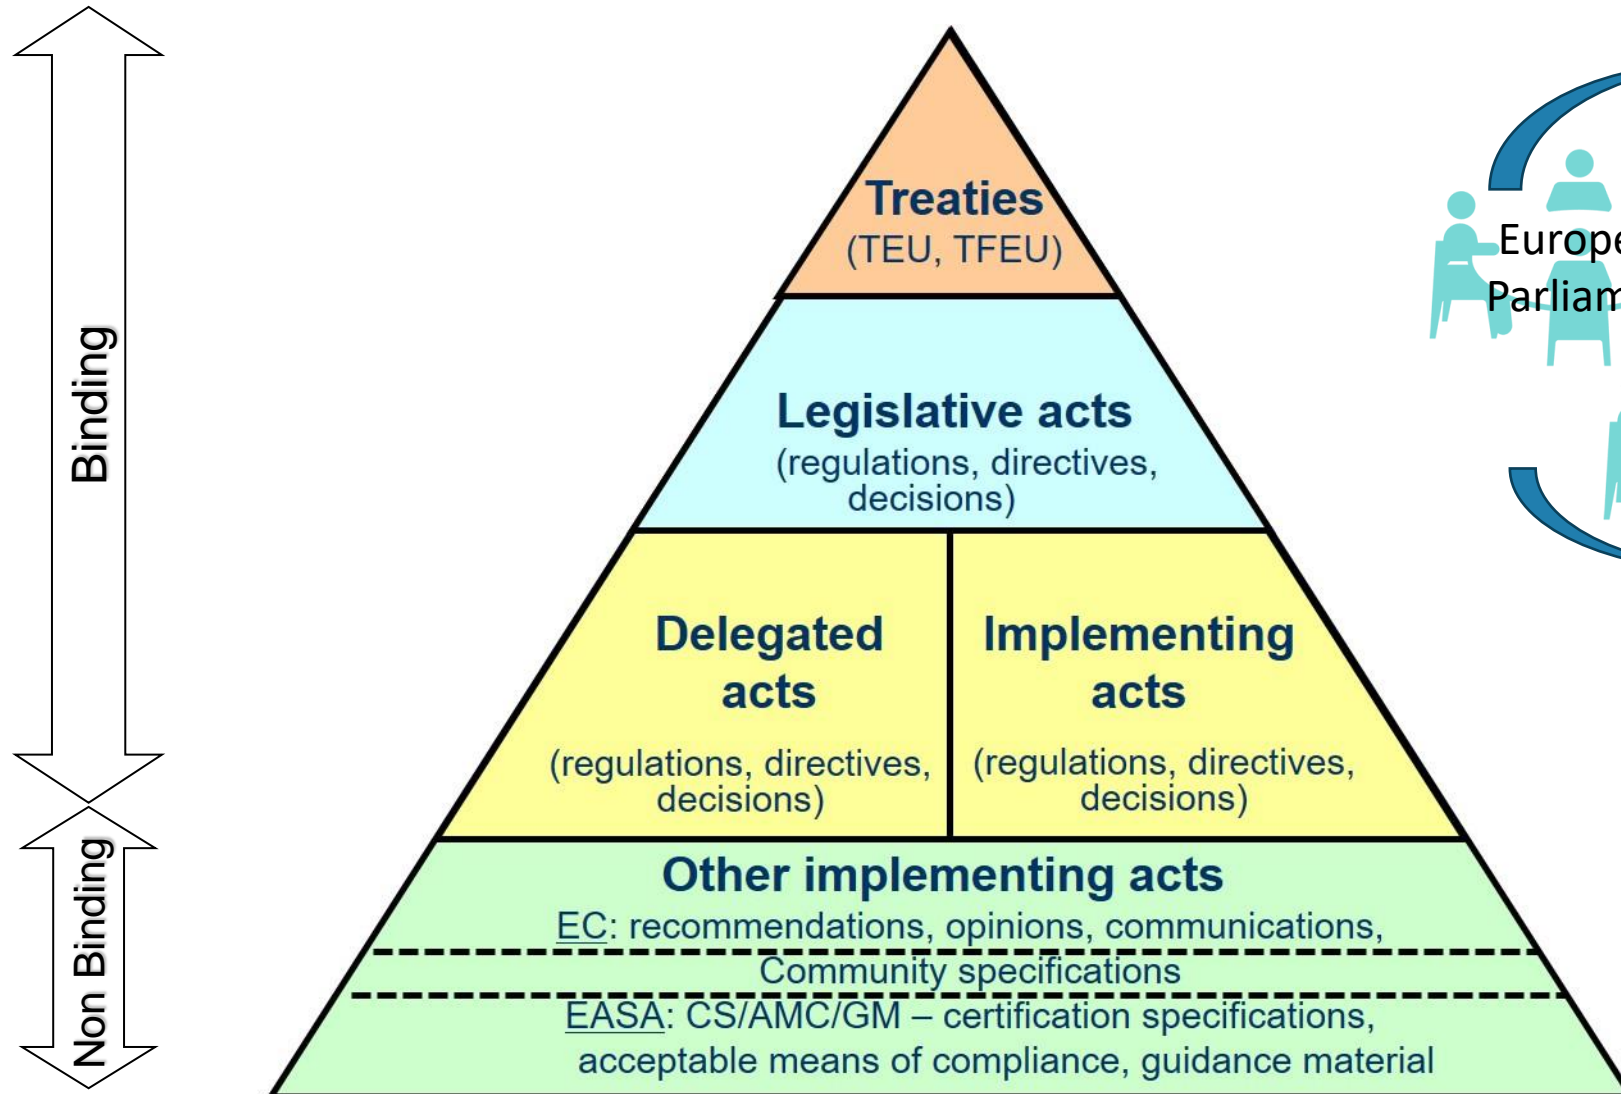 Binding
Non Binding
Treaties
(TEU, TFEU)
Legislative acts
(regulations, directives,
decisions)
Delegated
acts
(regulations, directives,
decisions)
Implementing
acts
(regulations, directives,
decisions)
Other implementing acts
EC: recommendations, opinions, communications,
Community specifications
EASA: CS/AMC/GM – certification specifications,
acceptable means of compliance, guidance material
Europe
Parliam